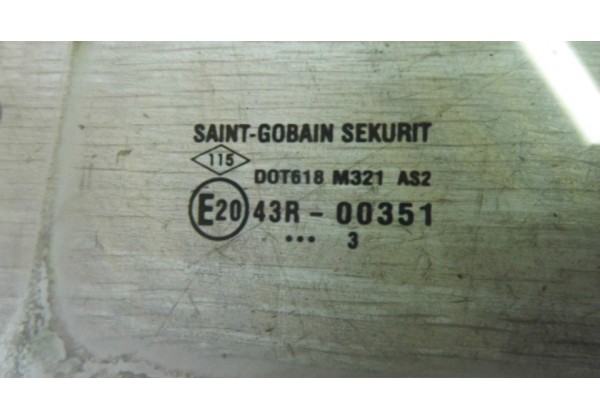 SAINT-GOBAIN SEKURIT
115
DOT618 M321 AS2
E20 43R - 00351
••• 3